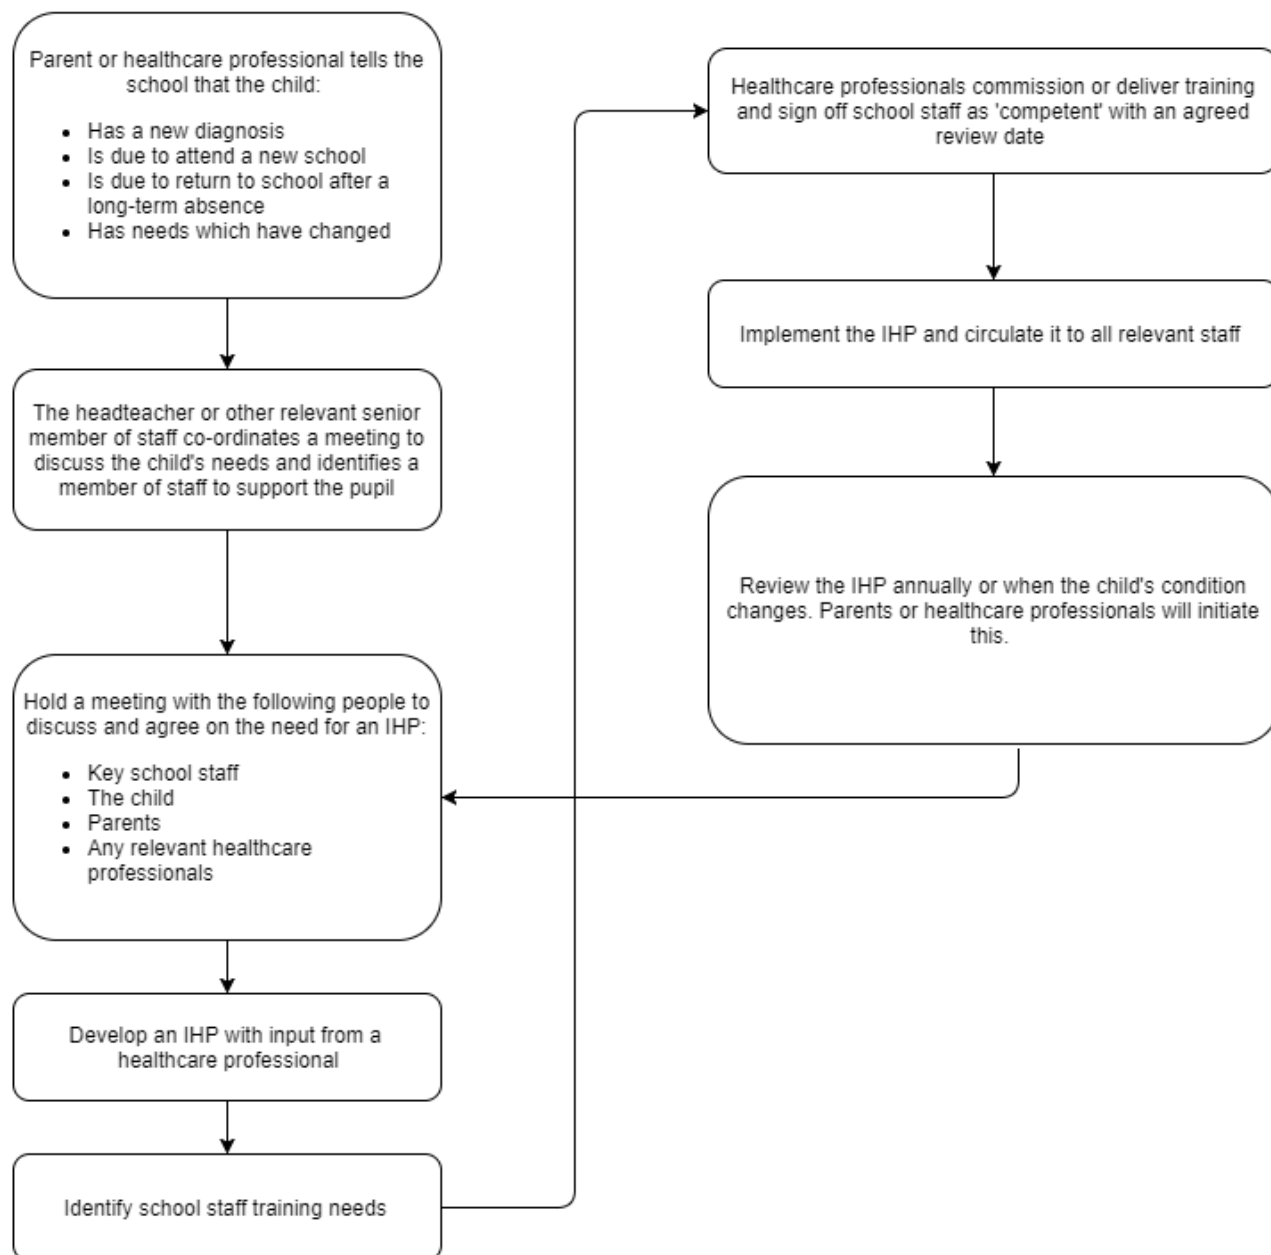 Parent or healthcare professional tells the
school that the child:
• Has a new diagnosis
• Is due to attend a new school
• Is due to return to school after a
long-term absence
• Has needs which have changed
The headteacher or other relevant senior
member of staff co-ordinates a meeting to
discuss the child's needs and identifies a
member of staff to support the pupil
Hold a meeting with the following people to
discuss and agree on the need for an IHP:
• Key school staff
• The child
• Parents
• Any relevant healthcare
professionals
Develop an IHP with input from a
healthcare professional
Identify school staff training needs
Healthcare professionals commission or deliver training
and sign off school staff as 'competent' with an agreed
review date
Implement the IHP and circulate it to all relevant staff
Review the IHP annually or when the child's condition
changes. Parents or healthcare professionals will initiate
this.